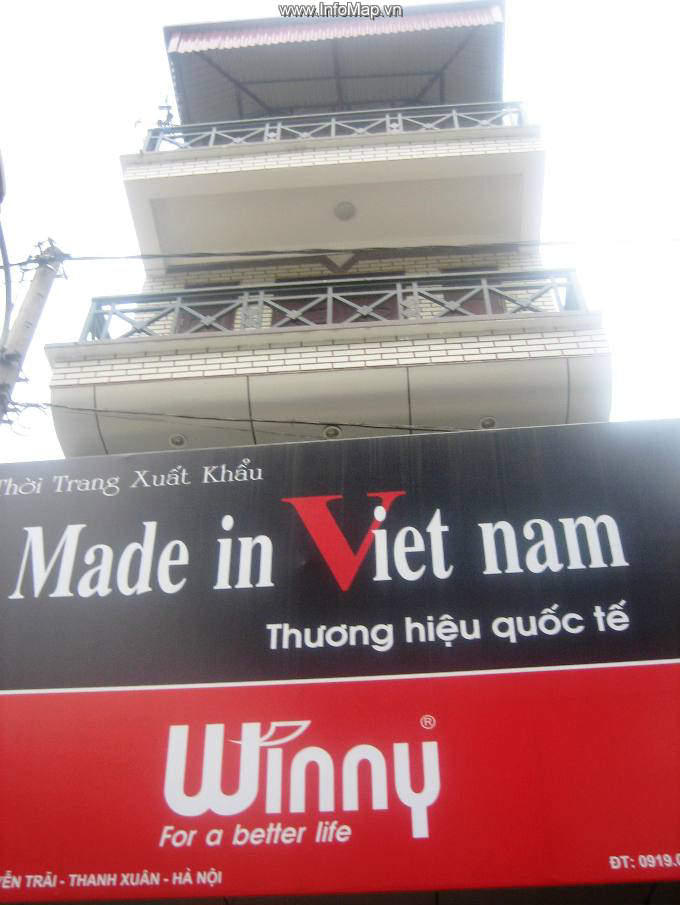 www.InfoMap.vn
Thời Trang Xuất Khẩu
Made in Viet nam
Thương hiệu quốc tế
Winny®
For a better life
TRÃI - THANH XUÂN - HÀ NỘI
ĐT: 0919.0